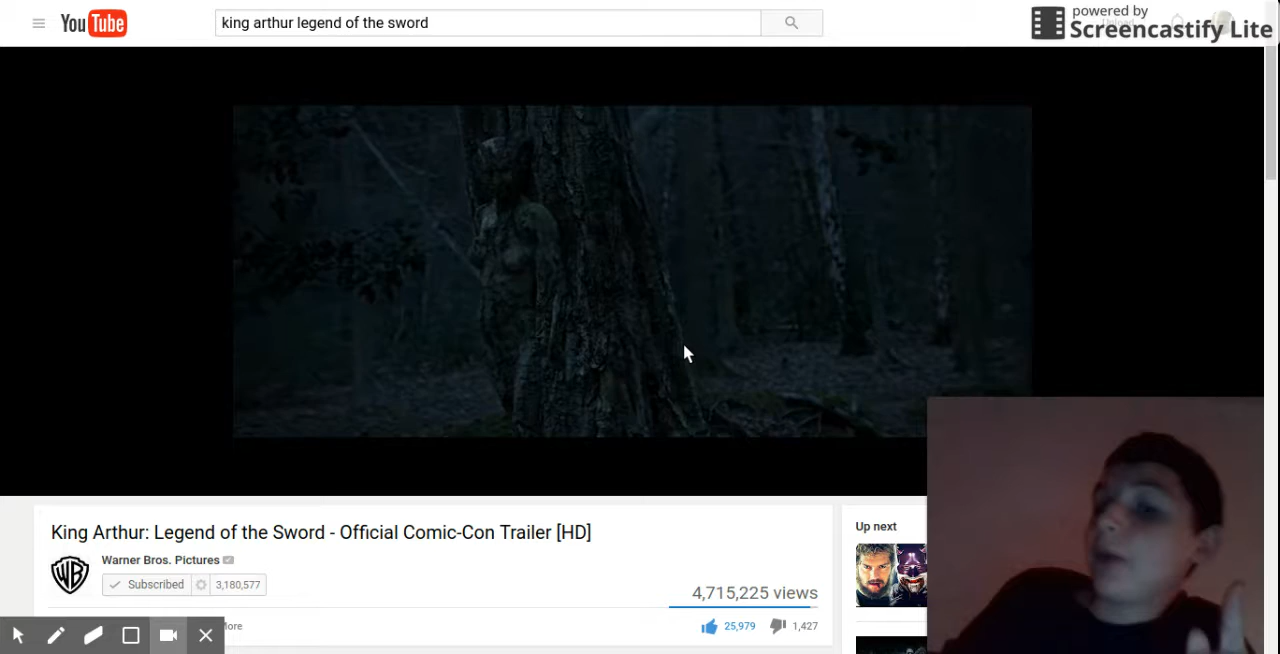 YouTube
king arthur legend of the sword
powered by
Screencastify Lite
King Arthur: Legend of the Sword - Official Comic-Con Trailer [HD]
Warner Bros. Pictures
WB
Subscribed 3,180,577
4,715,225 views
25,979 1,427
Up next